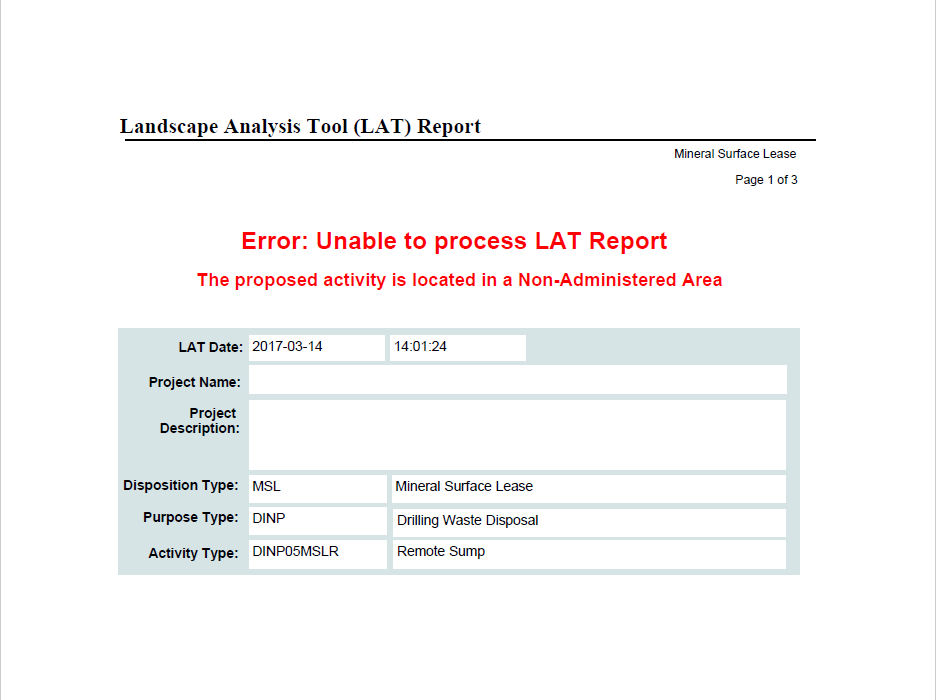 Landscape Analysis Tool (LAT) Report
Mineral Surface Lease
Page 1 of 3
Error: Unable to process LAT Report
The proposed activity is located in a Non-Administered Area
LAT Date: 2017-03-14 14:01:24
Project Name:
Project
Description:
Disposition Type: MSL Mineral Surface Lease
Purpose Type: DINP Drilling Waste Disposal
Activity Type: DINP05MSLR Remote Sump